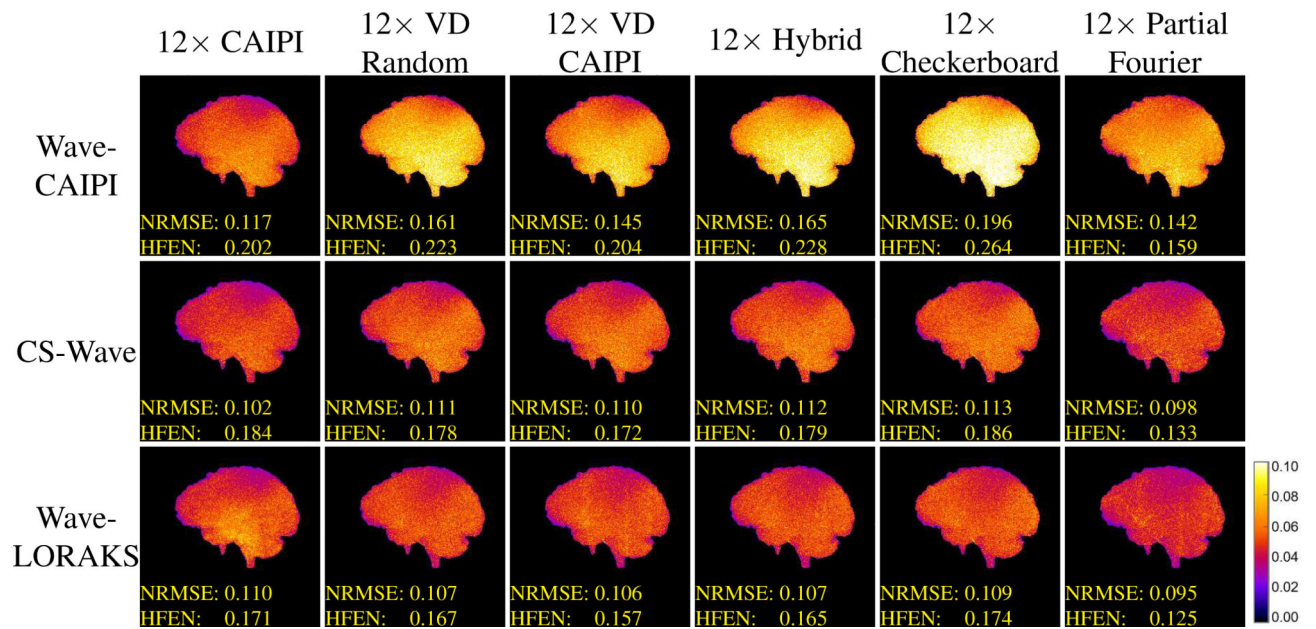 12× CAIPI
12× VD
Random
12× VD
CAIPI
12× Hybrid
12×
Checkerboard
12× Partial
Fourier
Wave-
CAIPI
NRMSE: 0.117
HFEN: 0.202
NRMSE: 0.161
HFEN: 0.223
NRMSE: 0.145
HFEN: 0.204
NRMSE: 0.165
HFEN: 0.228
NRMSE: 0.196
HFEN: 0.264
NRMSE: 0.142
HFEN: 0.159
CS-Wave
NRMSE: 0.102
HFEN: 0.184
NRMSE: 0.111
HFEN: 0.178
NRMSE: 0.110
HFEN: 0.172
NRMSE: 0.112
HFEN: 0.179
NRMSE: 0.113
HFEN: 0.186
NRMSE: 0.098
HFEN: 0.133
Wave-
LORAKS
NRMSE: 0.110
HFEN: 0.171
NRMSE: 0.107
HFEN: 0.167
NRMSE: 0.106
HFEN: 0.157
NRMSE: 0.107
HFEN: 0.165
NRMSE: 0.109
HFEN: 0.174
NRMSE: 0.095
HFEN: 0.125
0.10
0.08
0.06
0.04
0.02
0.00